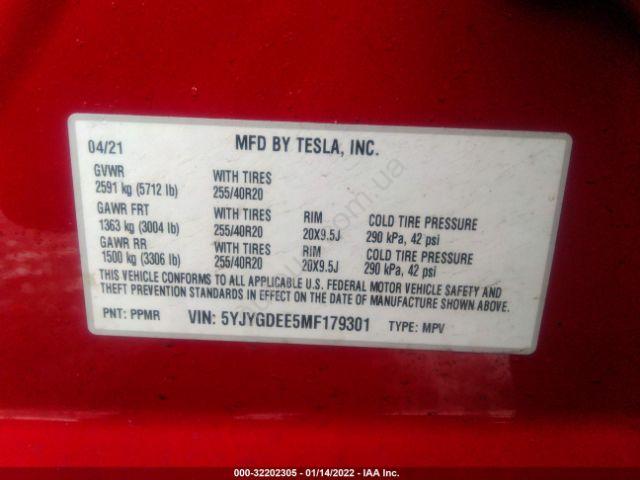 04/21 MFD BY TESLA, INC.
GVWR WITH TIRES
2591 kg (5712 lb) 255/40R20
GAWR FRT WITH TIRES RIM COLD TIRE PRESSURE
1363 kg (3004 lb) 255/40R20 20X9.5J 290 kPa, 42 psi
GAWR RR WITH TIRES RIM COLD TIRE PRESSURE
1500 kg (3306 lb) 255/40R20 20X9.5J 290 kPa, 42 psi
THIS VEHICLE CONFORMS TO ALL APPLICABLE U.S. FEDERAL MOTOR VEHICLE SAFETY AND
THEFT PREVENTION STANDARDS IN EFFECT ON THE DATE OF MANUFACTURE SHOWN ABOVE.
PNT: PPMR VIN: 5YJYGDEE5MF179301 TYPE: MPV
000-32202305 - 01/14/2022 - IAA Inc.